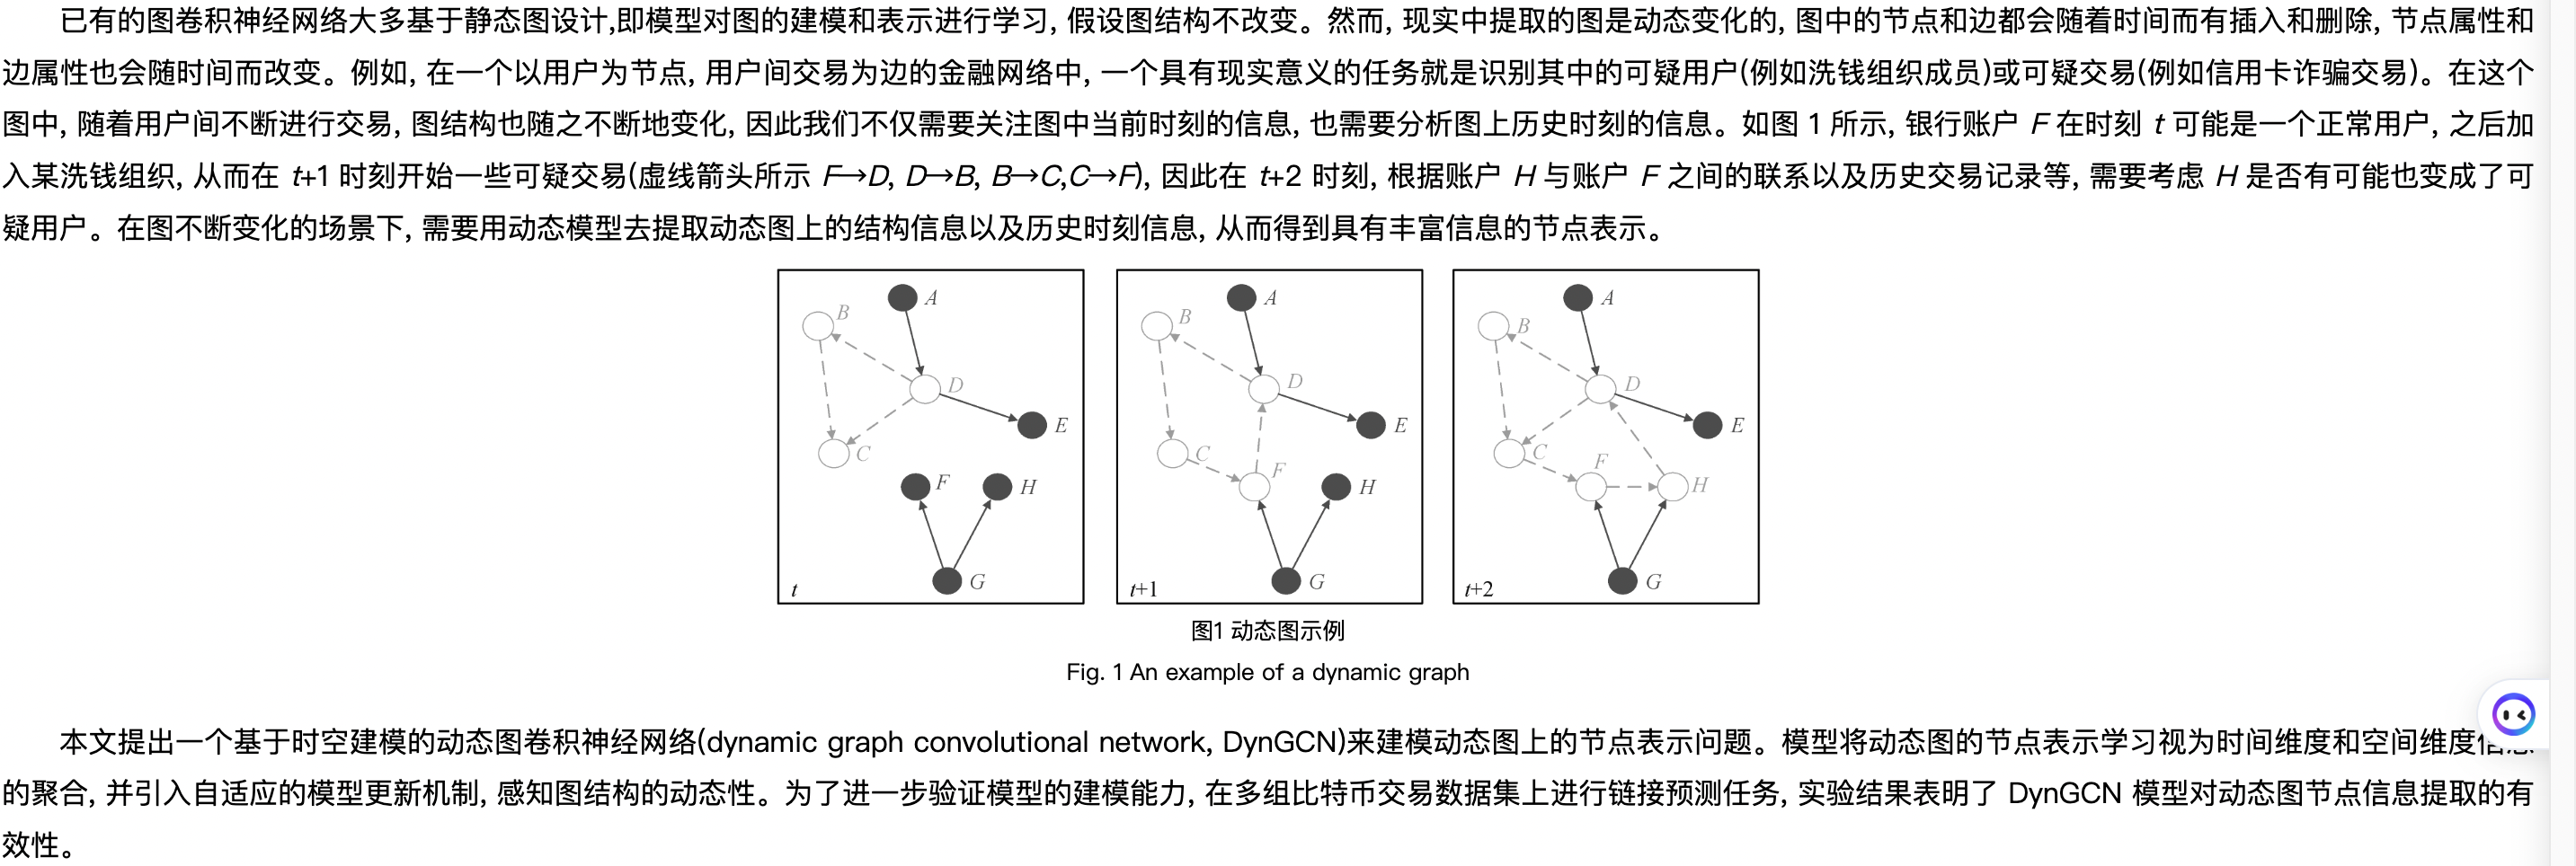 已有的图卷积神经网络大多基于静态图设计,即模型对图的建模和表示进行学习, 假设图结构不改变。然而, 现实中提取的图是动态变化的, 图中的节点和边都会随着时间而有插入和删除, 节点属性和
边属性也会随时间而改变。例如, 在一个以用户为节点, 用户间交易为边的金融网络中, 一个具有现实意义的任务就是识别其中的可疑用户(例如洗钱组织成员)或可疑交易(例如信用卡诈骗交易)。在这个
图中, 随着用户间不断进行交易, 图结构也随之不断地变化, 因此我们不仅需要关注图中当前时刻的信息, 也需要分析图上历史时刻的信息。如图 1 所示, 银行账户 F 在时刻 t 可能是一个正常用户, 之后加
入某洗钱组织, 从而在 t+1 时刻开始一些可疑交易(虚线箭头所示 F→D, D→B, B→C,C→F), 因此在 t+2 时刻, 根据账户 H 与账户 F 之间的联系以及历史交易记录等, 需要考虑 H 是否有可能也变成了可
疑用户。在图不断变化的场景下, 需要用动态模型去提取动态图上的结构信息以及历史时刻信息, 从而得到具有丰富信息的节点表示。
A
B
D
E
C
F
H
G
t
A
B
D
E
C
F
H
G
t+1
A
B
D
E
C
F
H
G
t+2
图1 动态图示例
Fig. 1 An example of a dynamic graph
本文提出一个基于时空建模的动态图卷积神经网络(dynamic graph convolutional network, DynGCN)来建模动态图上的节点表示问题。模型将动态图的节点表示学习视为时间维度和空间维度信息
的聚合, 并引入自适应的模型更新机制, 感知图结构的动态性。为了进一步验证模型的建模能力, 在多组比特币交易数据集上进行链接预测任务, 实验结果表明了 DynGCN 模型对动态图节点信息提取的有
效性。